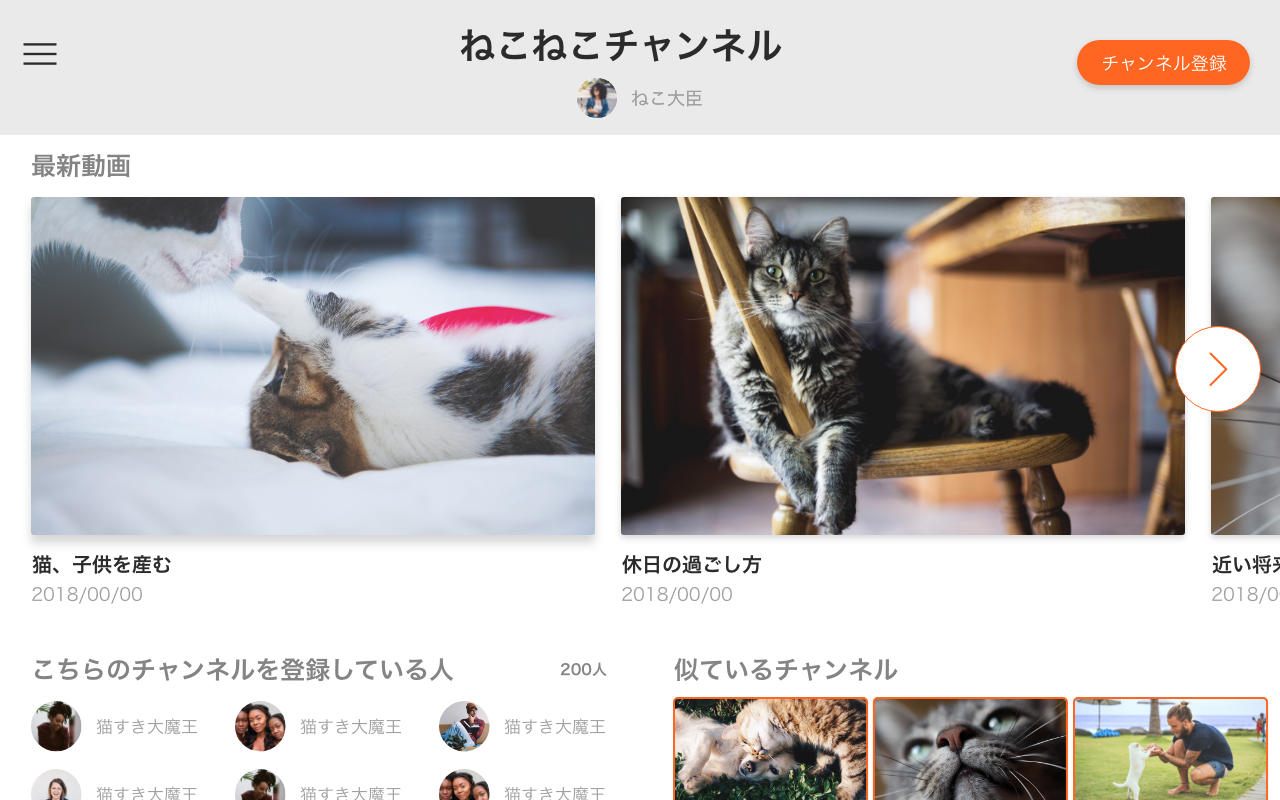 ねこねこチャンネル
ねこ大臣
チャンネル登録
最新動画
猫、子供を産む
2018/00/00
休日の過ごし方
2018/00/00
近い将
2018/0
こちらのチャンネルを登録している人
200人
猫すき大魔王
猫すき大魔王
猫すき大魔王
猫すき大魔王
猫すき大魔王
猫すき大魔王
似ているチャンネル